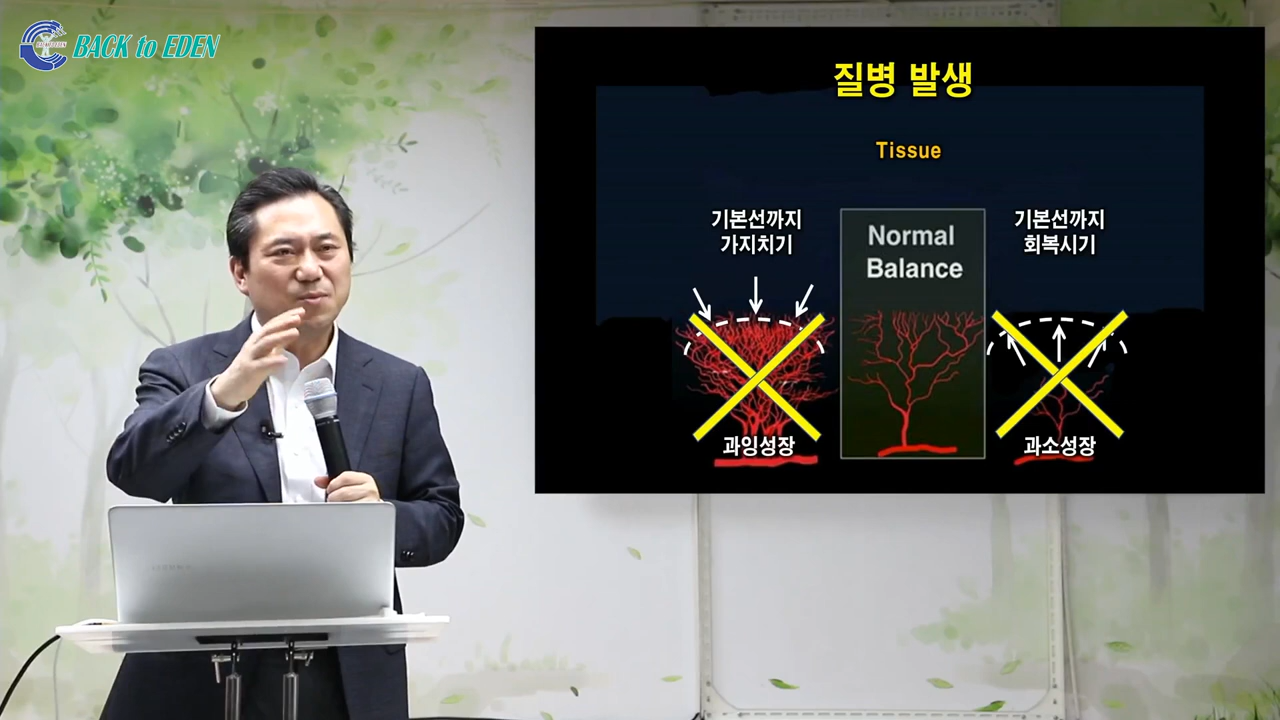 BACK to EDEN
질병 발생
Tissue
기본선까지
가지치기
Normal
Balance
기본선까지
회복시기
과잉성장
과소성장